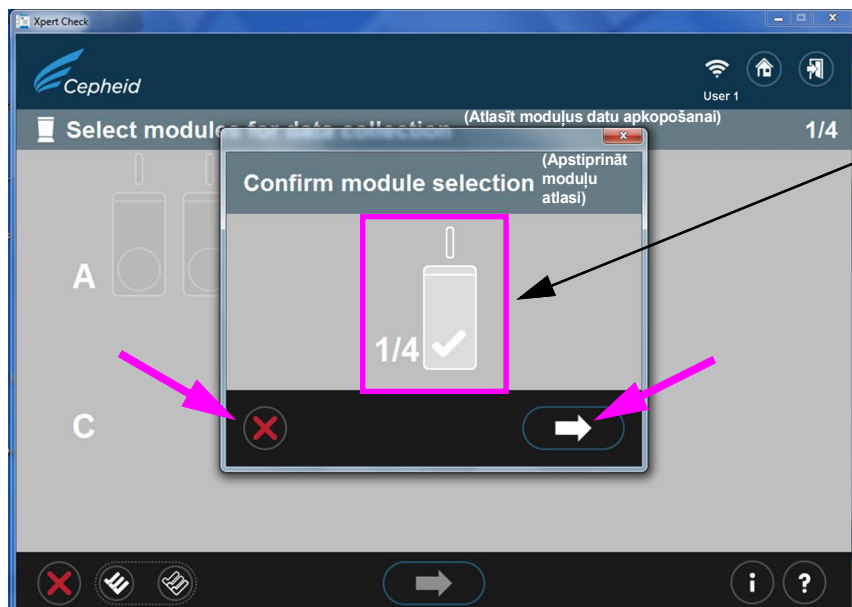 Xpert Check
Cepheid
User 1
Select modules for data collection
(Atlasīt moduļus datu apkopošanai)
1/4
Confirm module selection
(Apstiprināt
moduļu
atlasi)
A
1/4
C
i
?